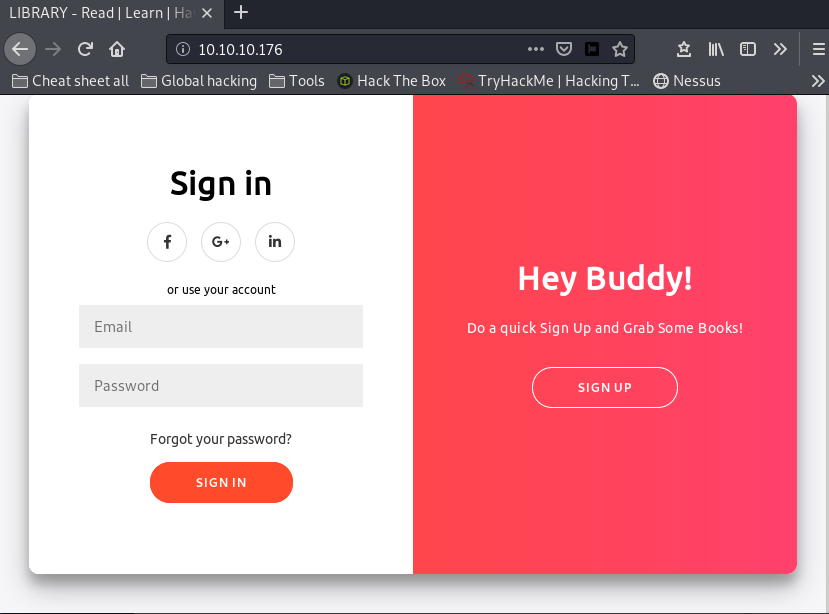 LIBRARY - Read | Learn | Ha
10.10.10.176
Cheat sheet all Global hacking Tools Hack The Box TryHackMe | Hacking T... Nessus
Sign in
or use your account
Email
Password
Forgot your password?
SIGN IN
Hey Buddy!
Do a quick Sign Up and Grab Some Books!
SIGN UP